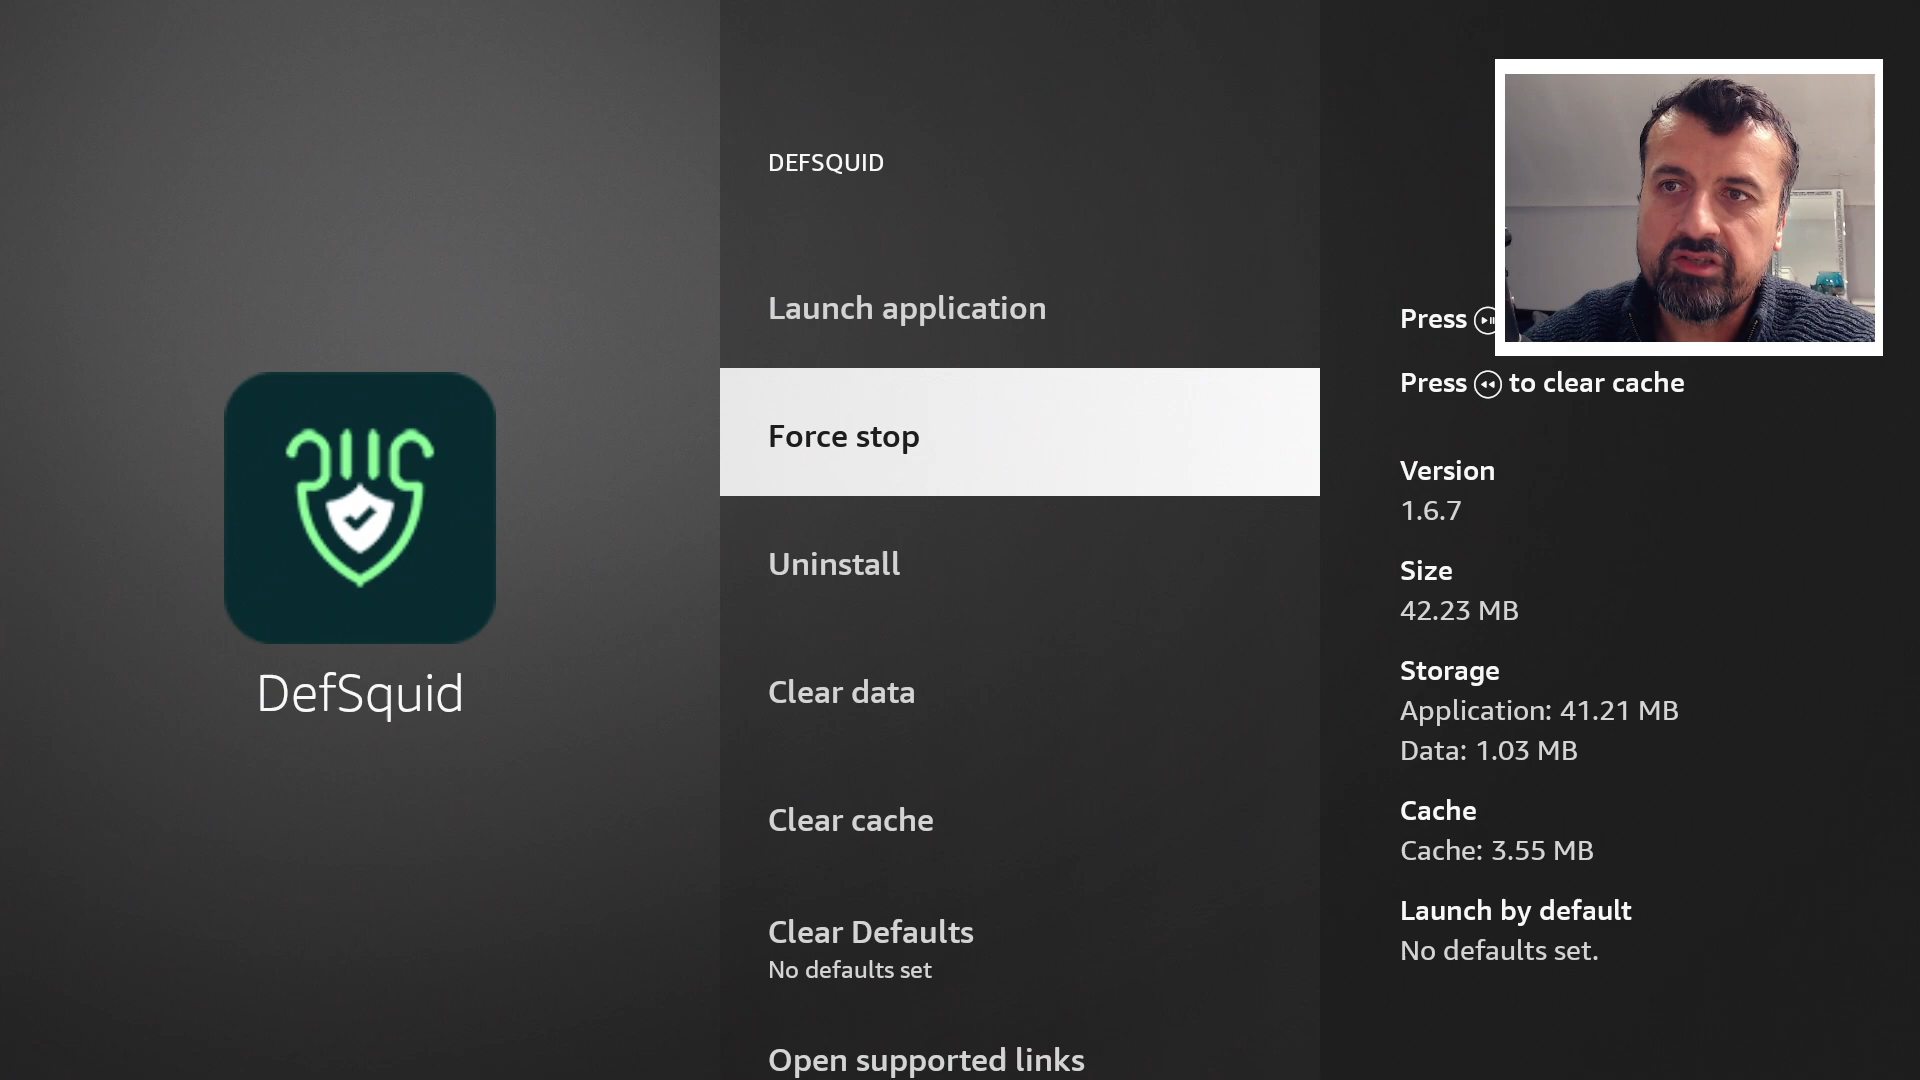 DefSquid
DEFSQUID
Launch application
Force stop
Uninstall
Clear data
Clear cache
Clear Defaults
No defaults set
Open supported links
Press
Press to clear cache
Version
1.6.7
Size
42.23 MB
Storage
Application: 41.21 MB
Data: 1.03 MB
Cache
Cache: 3.55 MB
Launch by default
No defaults set.